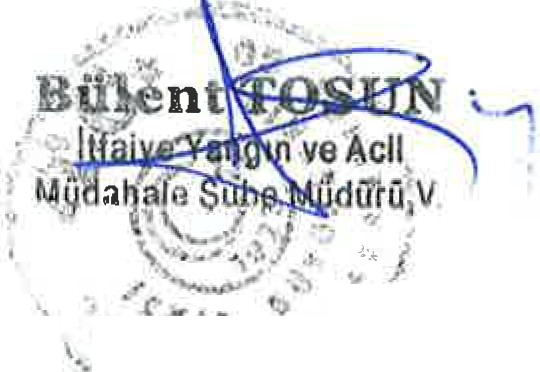 Bülent TOSUN
İtfaiye Yangın ve Acil
Müdahale Şube Müdürü V.